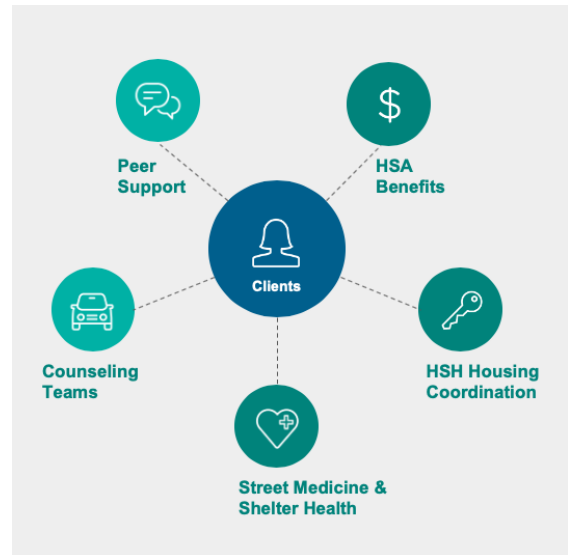 $
Peer
Support
HSA
Benefits
Clients
Counseling
Teams
HSH Housing
Coordination
Street Medicine &
Shelter Health